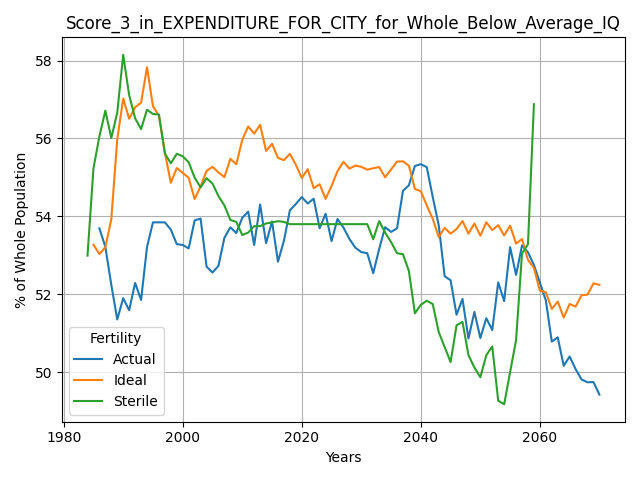 Score_3_in_EXPENDITURE_FOR_CITY_for_Whole_Below_Average_IQ
% of Whole Population
58
56
54
52
50
Fertility
Actual
Ideal
Sterile
1980 2000 2020 2040 2060
Years